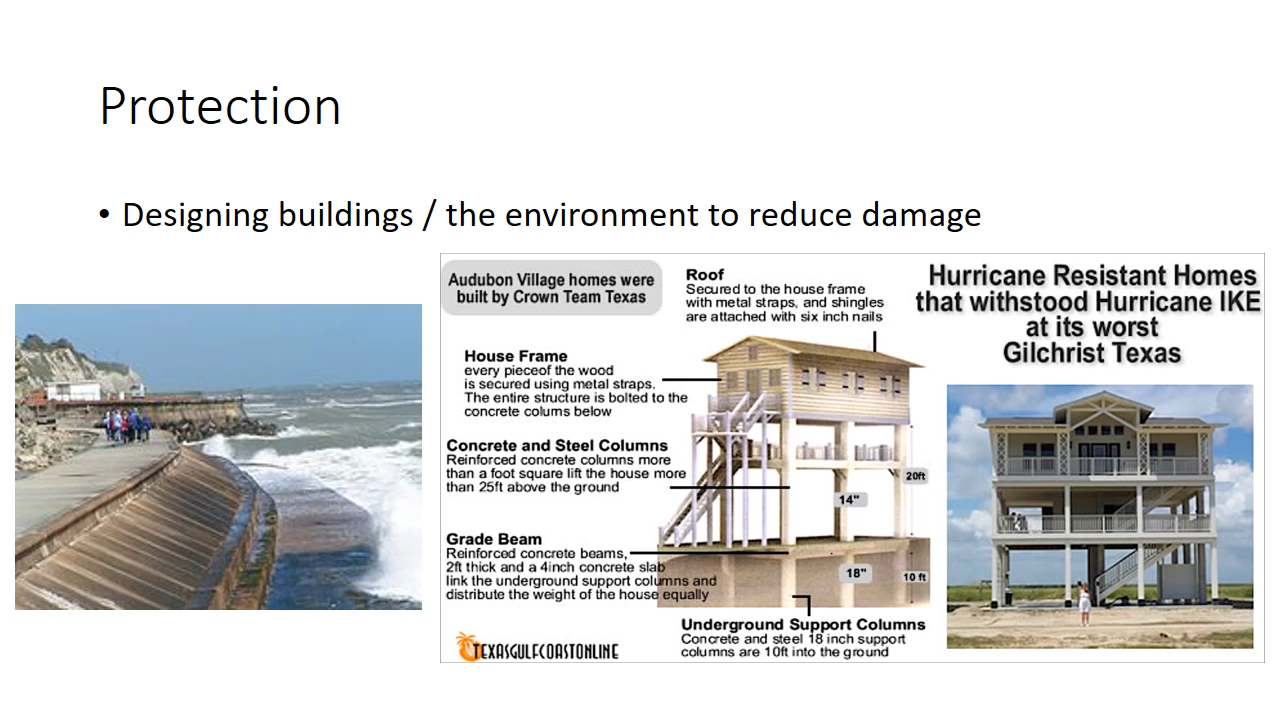 Protection
• Designing buildings / the environment to reduce damage
Audubon Village homes were
built by Crown Team Texas
Roof
Secured to the house frame
with metal straps, and shingles
are attached with six inch nails
Hurricane Resistant Homes
that withstood Hurricane IKE
at its worst
Gilchrist Texas
House Frame
every pieceof the wood
is secured using metal straps.
The entire structure is bolted to the
concrete colums below
Concrete and Steel Columns
Reinforced concrete columns more
than a foot square lift the house more
than 25ft above the ground
20ft
14"
Grade Beam
Reinforced concrete beams,
2ft thick and a 4inch concrete slab
link the underground support columns and
distribute the weight of the house equally
18"
10 ft
Underground Support Columns
Concrete and steel 18 inch support
columns are 10ft into the ground
TEXASGULFCOASTONLINE